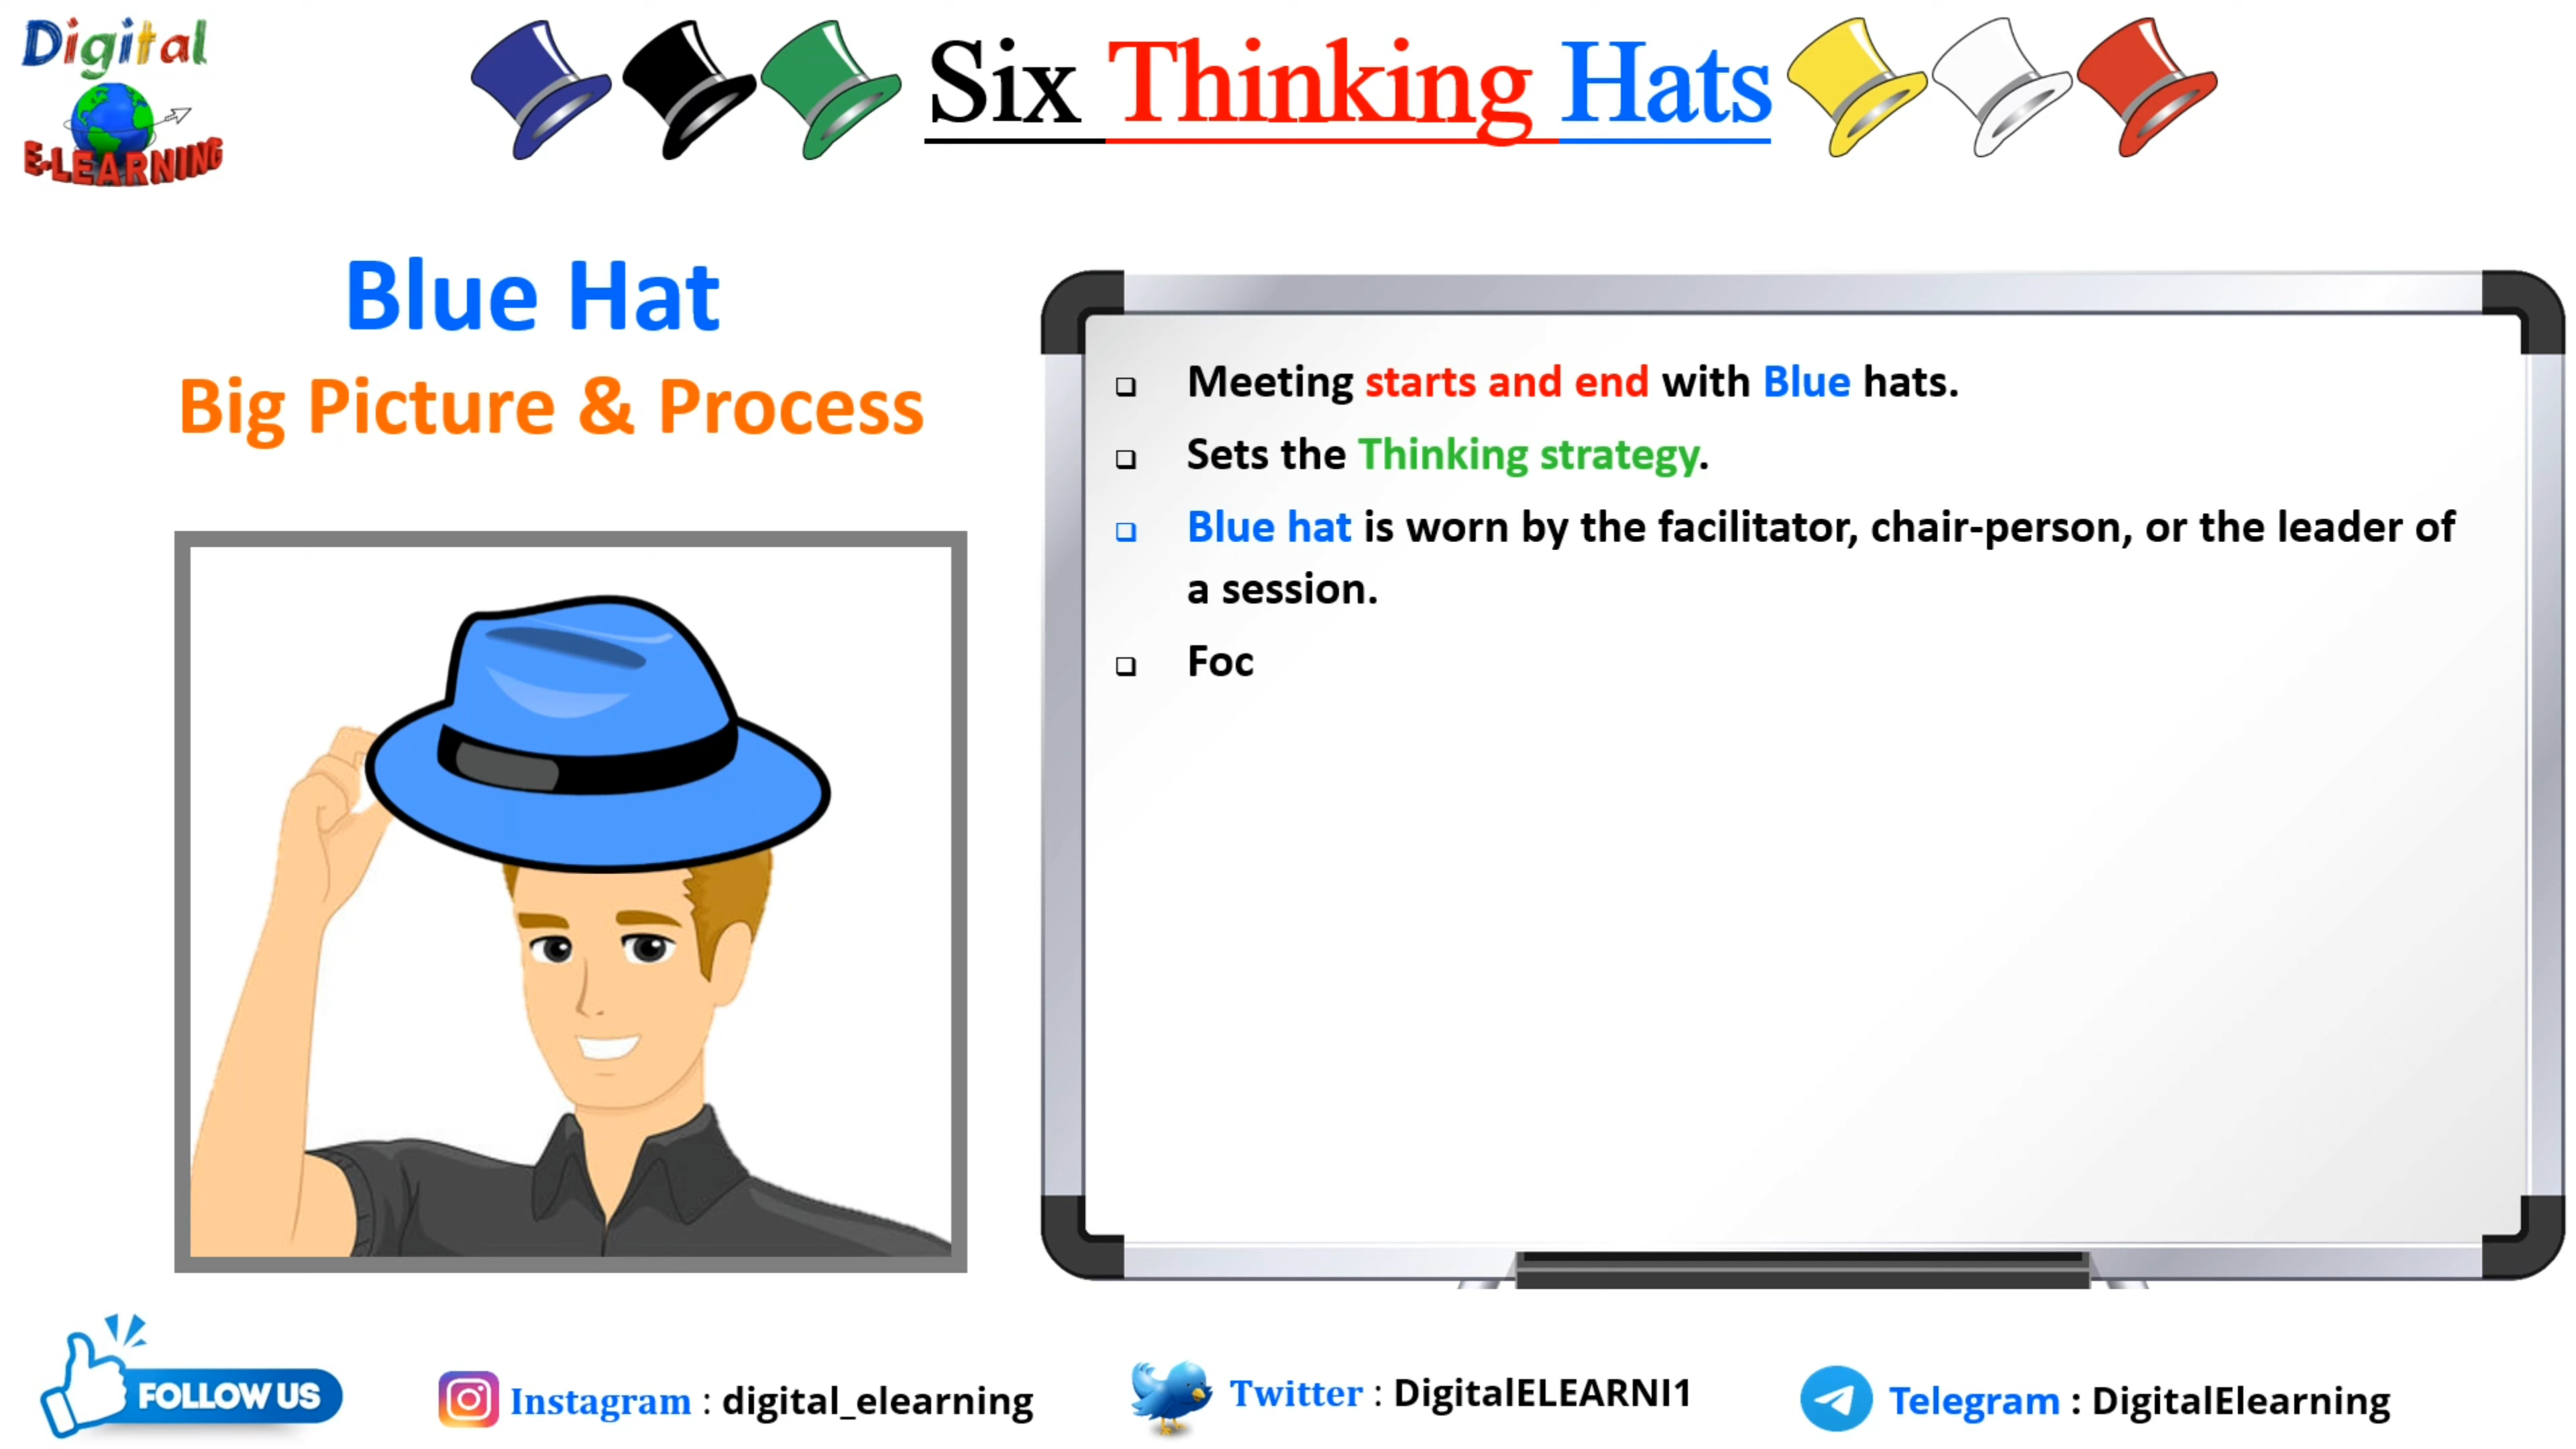 Digital
E-LEARNING
Six Thinking Hats
Blue Hat
Big Picture & Process
❑ Meeting starts and end with Blue hats.
❑ Sets the Thinking strategy.
❑ Blue hat is worn by the facilitator, chair-person, or the leader of
a session.
❑ Foc
FOLLOW US
Instagram : digital_elearning
Twitter : DigitalELEARNI1
Telegram : DigitalElearning